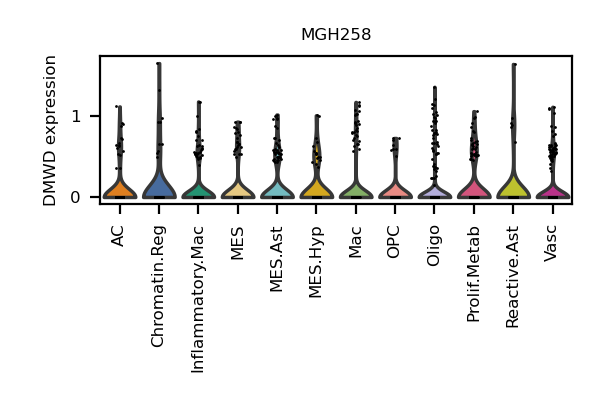 MGH258
DMWD expression
1
0
AC
Chromatin.Reg
Inflammatory.Mac
MES
MES.Ast
MES.Hyp
Mac
OPC
Oligo
Prolif.Metab
Reactive.Ast
Vasc